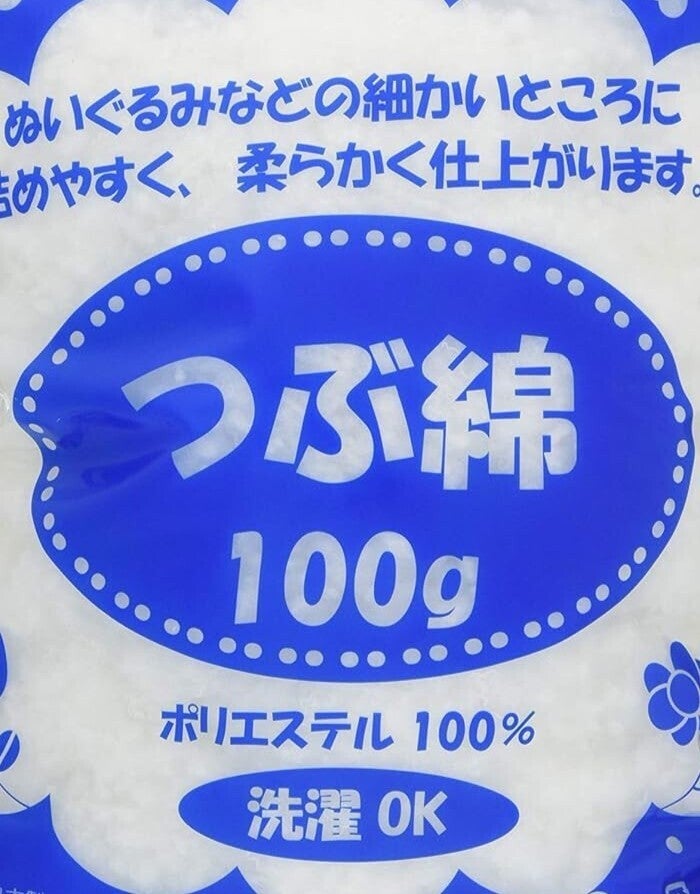 ぬいぐるみなどの細かいところに
詰めやすく、柔らかく仕上がります。
つぶ綿
100g
ポリエステル 100%
洗濯 OK